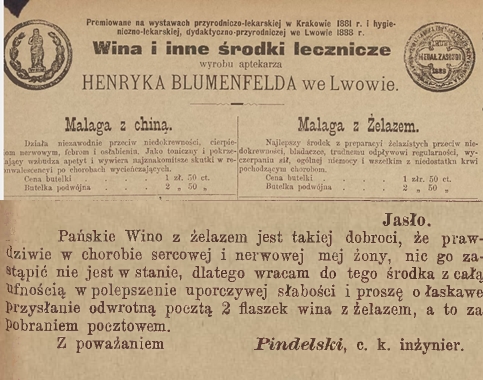 Premiowane na wystawach przyrodniczo-lekarskiej w Krakowie 1881 r. i hygie-
niczno-lekarskiej, dydaktyczno-przyrodniczej we Lwowie 1888 r.
Wina i inne środki lecznicze
wyrobu aptekarza
HENRYKA BLUMENFELDA we Lwowie.
MEDAL ZASŁUGI
1888
Malaga z chiną.
Działa niezawodnie przeciw niedokrewności, cierpie-
niom nerwowym, febrom i osłabieniu. Jako toniczny i pokrze-
piający wzbudza apetyt i wywiera najznakomitsze skutki w re-
konwalescencyi po chorobach wycieńczających.
Cena butelki . . . . . 1 złr. 50 ct.
Butelka podwójna . . . . 2 „ 50 „
Malaga z Żelazem.
Najlepszy środek z preparacyi żelazistych przeciw nie-
dokrewności, bladaczce, trudnemu odpływowi regularności, wy-
czerpaniu sił, ogólnej niemocy i wszelkim z niedostatku krwi
pochodzącym chorobom.
Cena butelki . . . . . 1 złr. 50 ct.
Butelka podwójna . . . . 2 „ 50 „
Jasło.
Pańskie Wino z żelazem jest takiej dobroci, że praw-
dziwie w chorobie sercowej i nerwowej mej żony, nic go za-
stąpić nie jest w stanie, dlatego wracam do tego środka z całą
ufnością w polepszenie uporczywej słabości i proszę o łaskawe
przysłanie odwrotną pocztą 2 flaszek wina z żelazem, a to za
pobraniem pocztowem.
Z poważaniem Pindelski, c. k. inżynier.